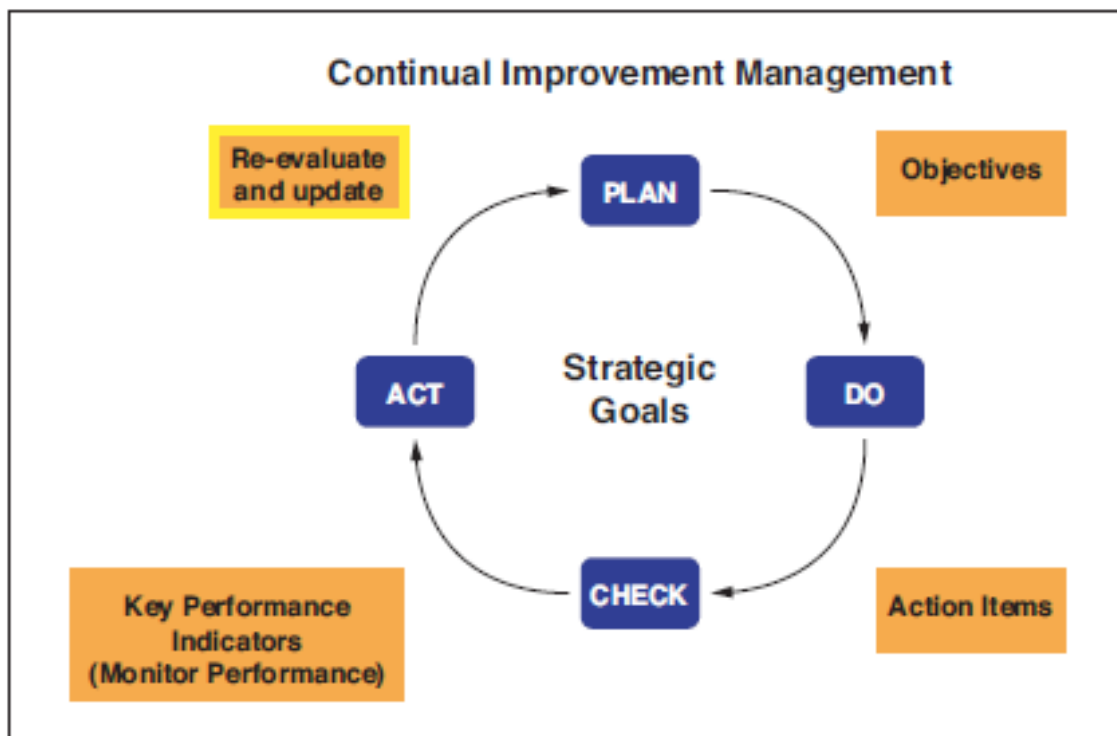 Continual Improvement Management
Re-evaluate
and update
PLAN
Objectives
ACT
Strategic
Goals
DO
Key Performance
Indicators
(Monitor Performance)
CHECK
Action Items